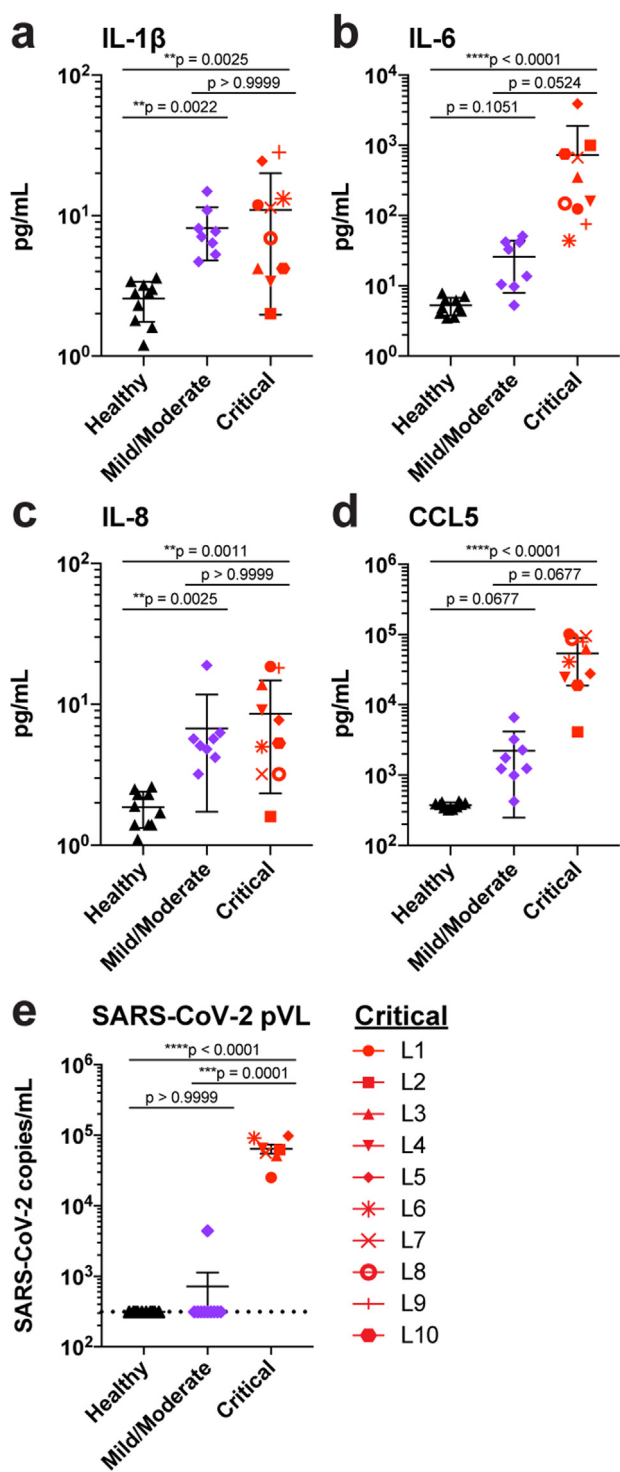 a IL-1β
**p = 0.0025
p > 0.9999
**p = 0.0022
10²
10¹
10⁰
pg/mL
Healthy
Mild/Moderate
Critical
b IL-6
****p < 0.0001
p = 0.0524
p = 0.1051
10⁴
10³
10²
10¹
10⁰
pg/mL
Healthy
Mild/Moderate
Critical
c IL-8
**p = 0.0011
p > 0.9999
**p = 0.0025
10²
10¹
10⁰
pg/mL
Healthy
Mild/Moderate
Critical
d CCL5
****p < 0.0001
p = 0.0677
p = 0.0677
10⁶
10⁵
10⁴
10³
10²
pg/mL
Healthy
Mild/Moderate
Critical
e SARS-CoV-2 pVL
****p < 0.0001
***p = 0.0001
p > 0.9999
10⁶
10⁵
10⁴
10³
10²
SARS-CoV-2 copies/mL
Healthy
Mild/Moderate
Critical
Critical
L1
L2
L3
L4
L5
L6
L7
L8
L9
L10